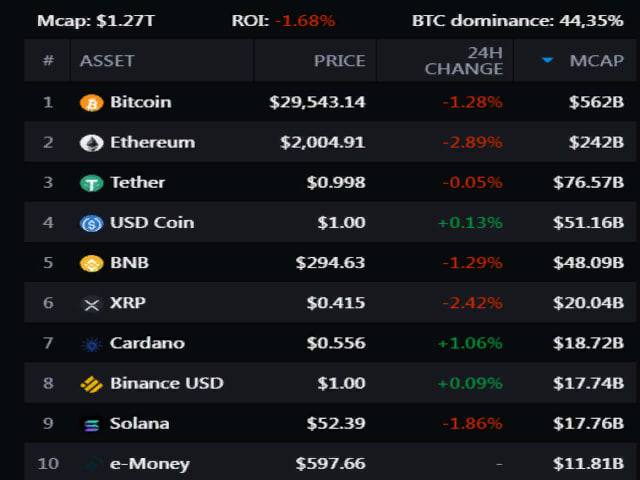 Mcap: $1.27T ROI: -1.68% BTC dominance: 44,35%
# ASSET PRICE 24H CHANGE MCAP
1 Bitcoin $29,543.14 -1.28% $562B
2 Ethereum $2,004.91 -2.89% $242B
3 Tether $0.998 -0.05% $76.57B
4 USD Coin $1.00 +0.13% $51.16B
5 BNB $294.63 -1.29% $48.09B
6 XRP $0.415 -2.42% $20.04B
7 Cardano $0.556 +1.06% $18.72B
8 Binance USD $1.00 +0.09% $17.74B
9 Solana $52.39 -1.86% $17.76B
10 e-Money $597.66 - $11.81B